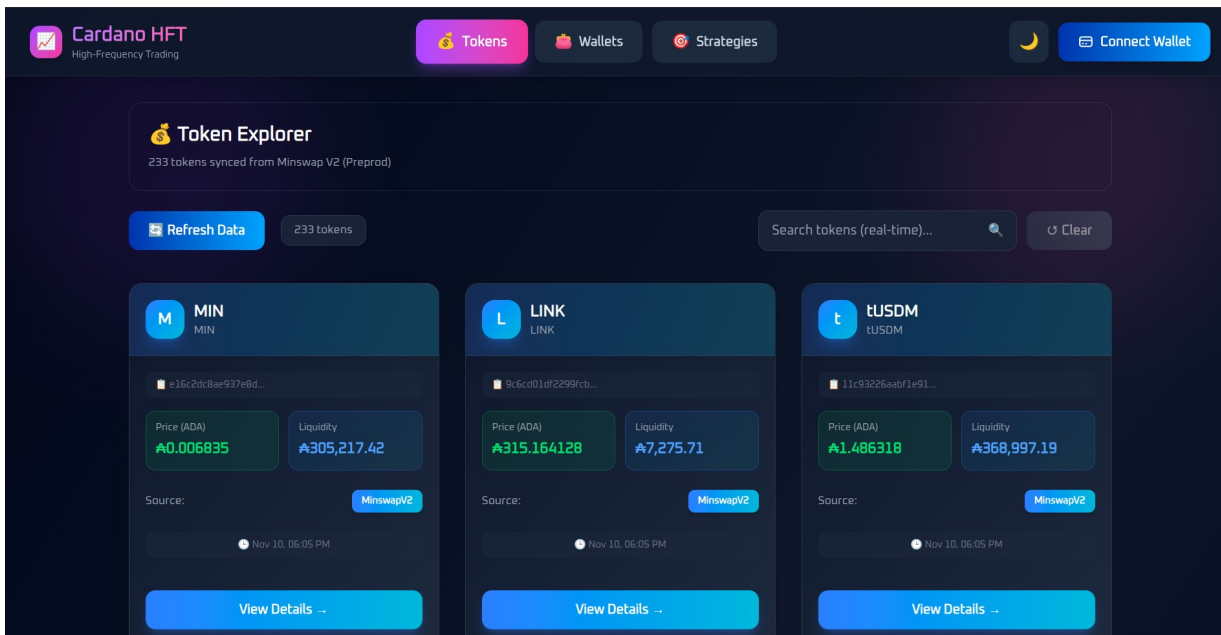 Cardano HFT
High-Frequency Trading
Tokens
Wallets
Strategies
Connect Wallet
Token Explorer
233 tokens synced from Minswap V2 (Preprod)
Refresh Data
233 tokens
Search tokens (real-time)...
Clear
M
MIN
MIN
e16c2dc8ae937e8d...
Price (ADA)
₳0.006835
Liquidity
₳305,217.42
Source:
MinswapV2
Nov 10, 06:05 PM
View Details →
L
LINK
LINK
9c6cd01df2299fcb...
Price (ADA)
₳315.164128
Liquidity
₳7,275.71
Source:
MinswapV2
Nov 10, 06:05 PM
View Details →
t
tUSDM
tUSDM
11c93226aabf1e91...
Price (ADA)
₳1.486318
Liquidity
₳368,997.19
Source:
MinswapV2
Nov 10, 06:05 PM
View Details →